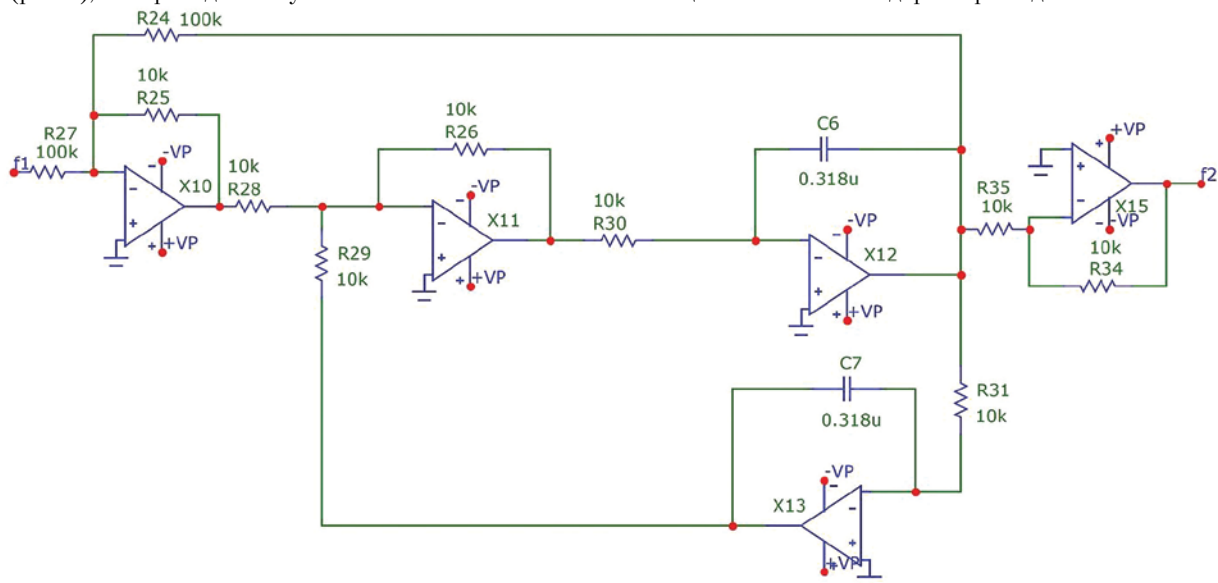 R24 100k
10k
R25
R27
100k
f1
-VP
X10
+VP
10k
R28
10k
R26
-VP
X11
+VP
R29
10k
10k
R30
C6
0.318u
-VP
X12
+VP
R35
10k
+VP
X15
-VP
f2
10k
R34
C7
0.318u
R31
10k
-VP
X13
+VP